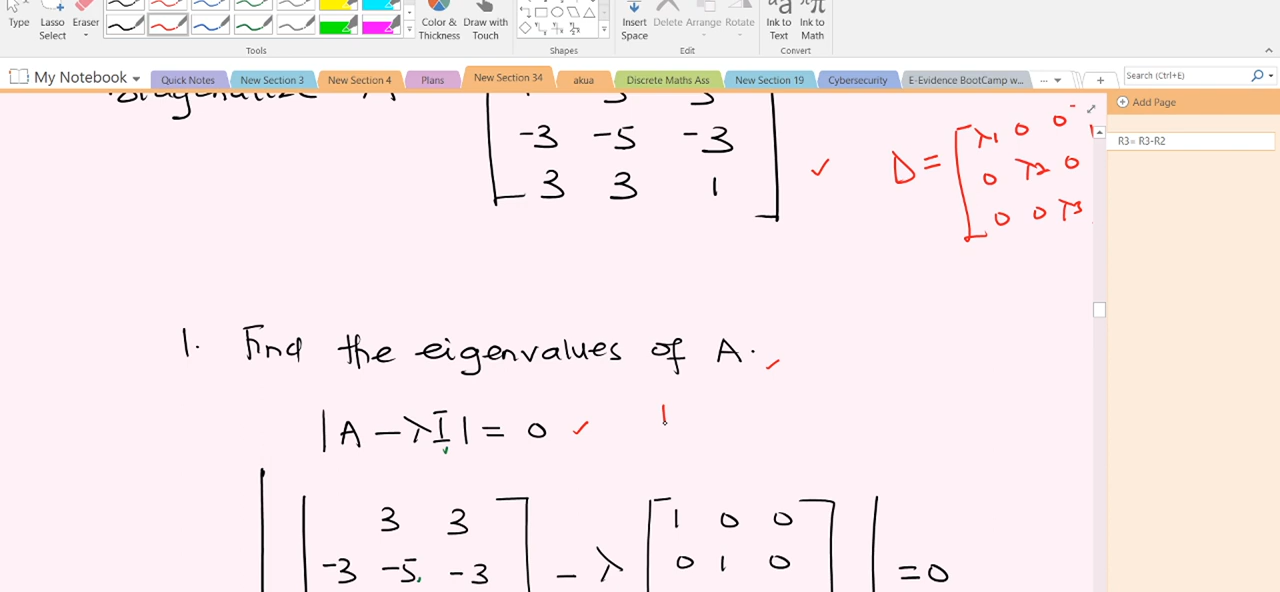 Type
Lasso
Select
Eraser
Color &
Thickness
Draw with
Touch
Insert
Space
Delete
Arrange
Rotate
Ink to
Text
Ink to
Math
Tools
Shapes
Edit
Convert
My Notebook
Quick Notes
New Section 3
New Section 4
Plans
New Section 34
akua
Discrete Maths Ass
New Section 19
Cybersecurity
E-Evidence BootCamp w...
...
+
Search (Ctrl+E)
Add Page
R3= R3-R2
Diagonalize A
-3 -5 -3
3 3 1
D = λ1 0 0
0 λ2 0
0 0 λ3
1. Find the eigenvalues of A.
|A - λI| = 0
3 3
-3 -5 -3
- λ
1 0 0
0 1 0
= 0